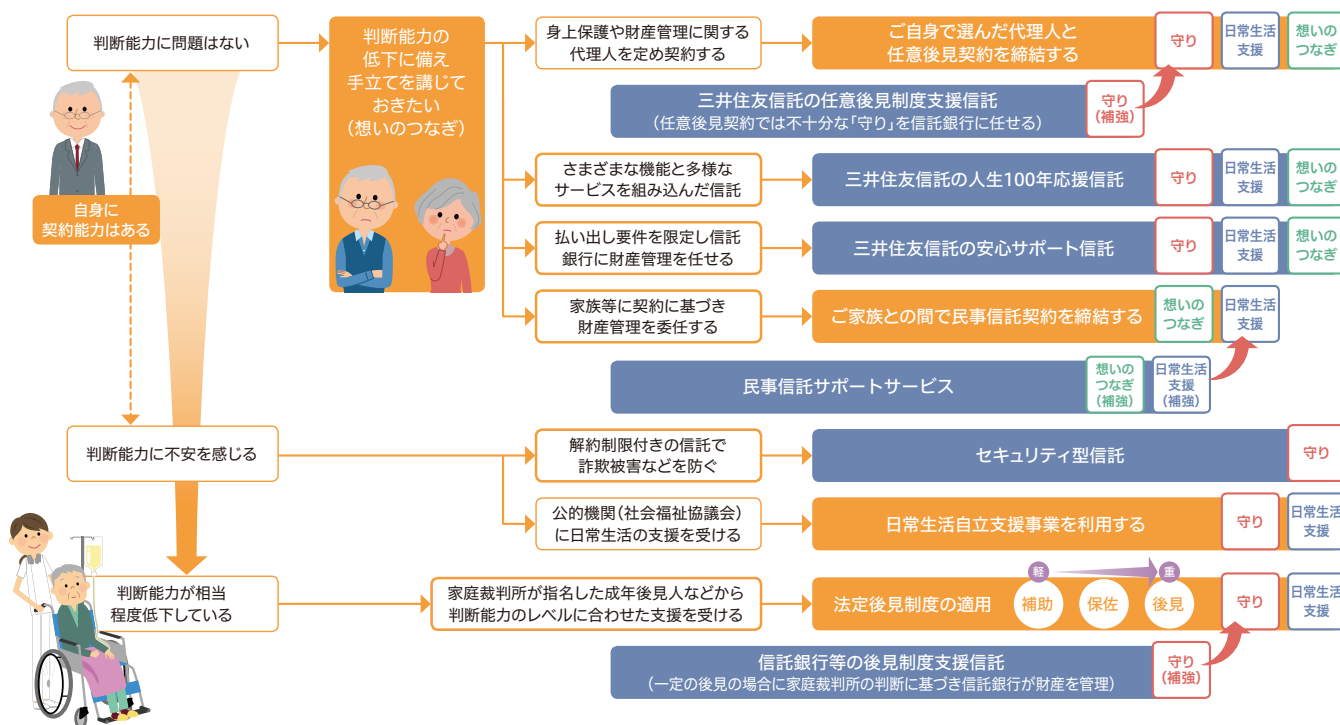 判断能力に問題はない
自身に
契約能力はある
判断能力の
低下に備え
手立てを講じて
おきたい
（想いのつなぎ）
身上保護や財産管理に関する
代理人を定め契約する
ご自身で選んだ代理人と
任意後見契約を締結する
守り
日常生活
支援
想いの
つなぎ
三井住友信託の任意後見制度支援信託
（任意後見契約では不十分な「守り」を信託銀行に任せる）
守り
（補強）
さまざまな機能と多様な
サービスを組み込んだ信託
三井住友信託の人生100年応援信託
守り
日常生活
支援
想いの
つなぎ
払い出し要件を限定し信託
銀行に財産管理を任せる
三井住友信託の安心サポート信託
守り
日常生活
支援
想いの
つなぎ
家族等に契約に基づき
財産管理を委任する
ご家族との間で民事信託契約を締結する
想いの
つなぎ
日常生活
支援
民事信託サポートサービス
想いの
つなぎ
（補強）
日常生活
支援
（補強）
判断能力に不安を感じる
解約制限付きの信託で
詐欺被害などを防ぐ
セキュリティ型信託
守り
公的機関（社会福祉協議会）
に日常生活の支援を受ける
日常生活自立支援事業を利用する
守り
日常生活
支援
判断能力が相当
程度低下している
家庭裁判所が指名した成年後見人などから
判断能力のレベルに合わせた支援を受ける
法定後見制度の適用
軽
重
補助
保佐
後見
守り
日常生活
支援
信託銀行等の後見制度支援信託
（一定の後見の場合に家庭裁判所の判断に基づき信託銀行が財産を管理）
守り
（補強）